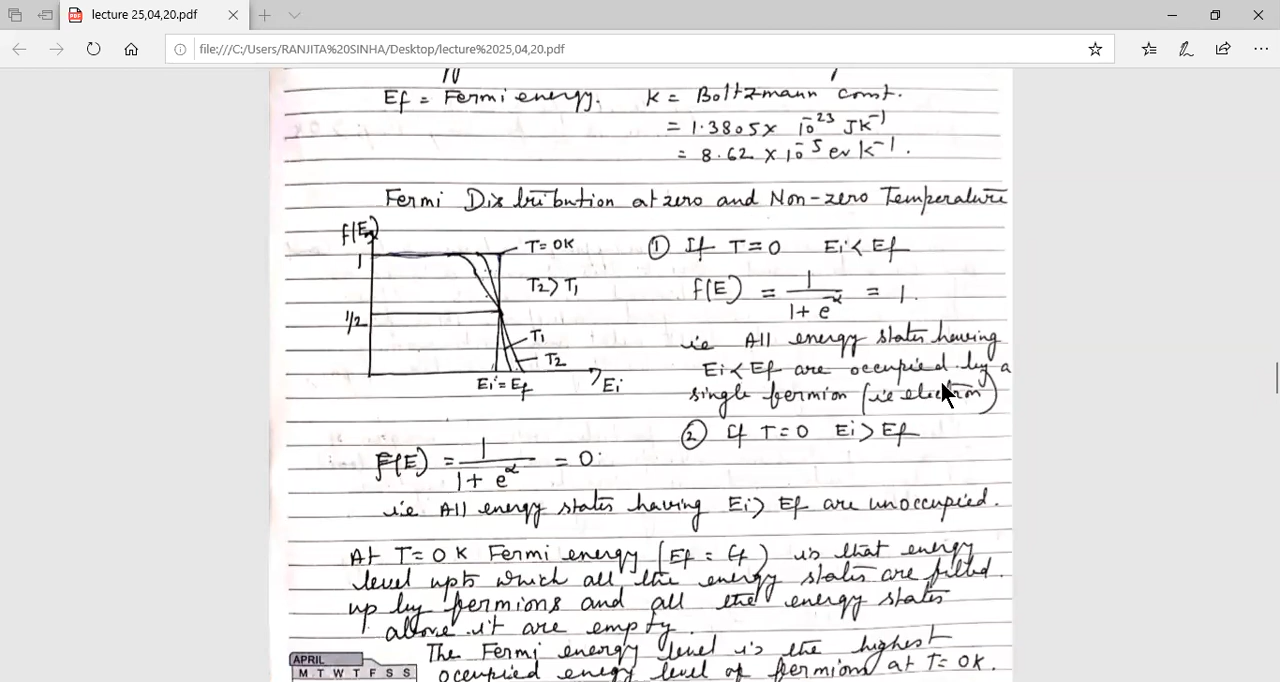 lecture 25,04,20.pdf
file:///C:/Users/RANJITA%20SINHA/Desktop/lecture%2025,04,20.pdf
Ef = Fermi energy. K = Boltzmann const.
= 1.3805 x 10^-23 JK^-1
= 8.62 x 10^-5 ev K^-1.
Fermi Distribution at zero and Non-zero Temperature
f(E)
1
1/2
T=0K
T2>T1
T1
T2
Ei=Ef
Ei
① If T=0 Ei<Ef
f(E) = 1/(1+e^-∝) = 1.
ie All energy states having
Ei<Ef are occupied by a
single fermion (ie electron)
② If T=0 Ei>Ef
F(E) = 1/(1+e^∝) = 0.
ie All energy states having Ei> Ef are unoccupied.
At T=0K Fermi energy (Ef = Ef) is that energy
level upto which all the energy states are filled
up by fermions and all the energy states
above it are empty.
The Fermi energy level is the highest
occupied energy level of fermions at T=0K.
APRIL
M T W T F S S